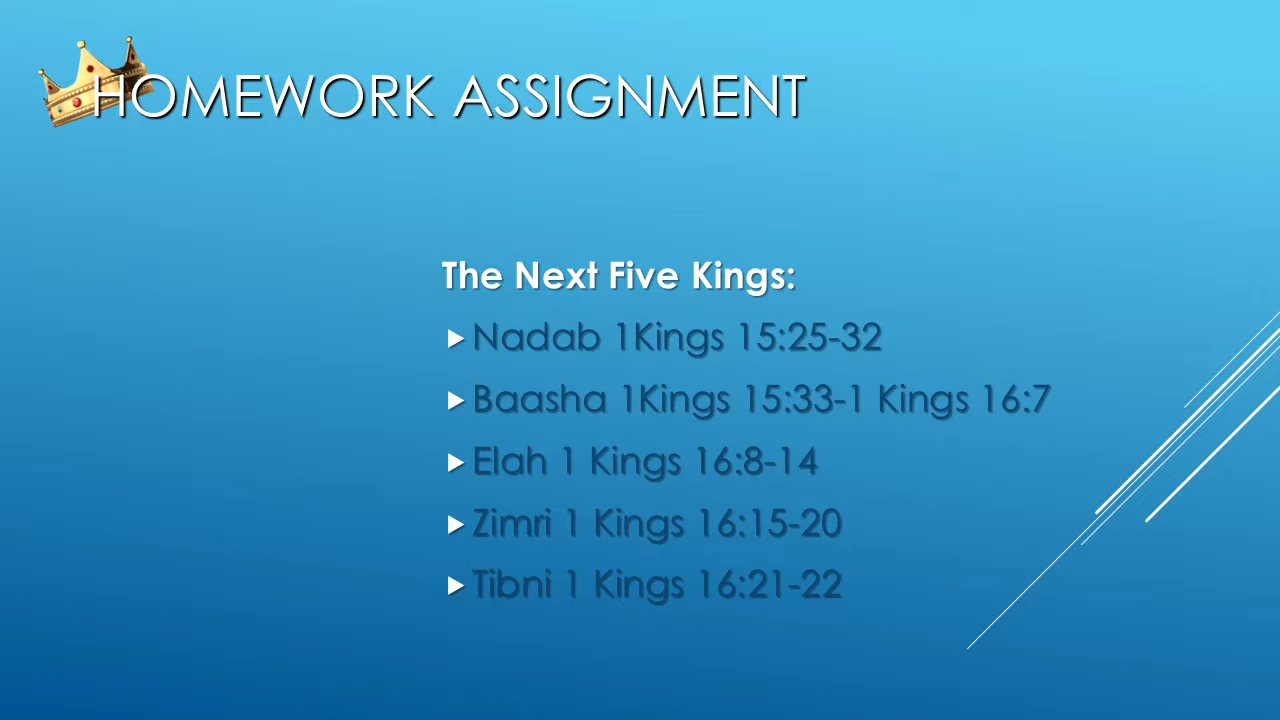 HOMEWORK ASSIGNMENT
The Next Five Kings:
Nadab 1Kings 15:25-32
Baasha 1Kings 15:33-1 Kings 16:7
Elah 1 Kings 16:8-14
Zimri 1 Kings 16:15-20
Tibni 1 Kings 16:21-22